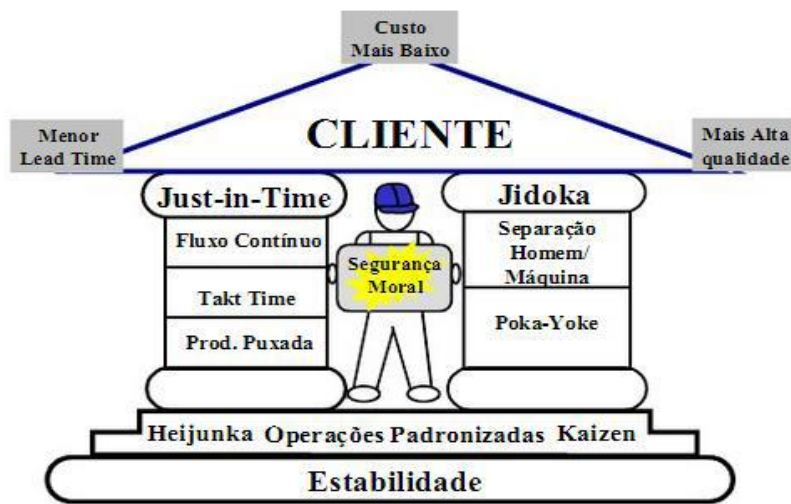 Custo
Mais Baixo
Menor
Lead Time
CLIENTE
Mais Alta
qualidade
Just-in-Time
Jidoka
Fluxo Contínuo
Takt Time
Prod. Puxada
Segurança
Moral
Separação
Homem/
Máquina
Poka-Yoke
Heijunka Operações Padronizadas Kaizen
Estabilidade